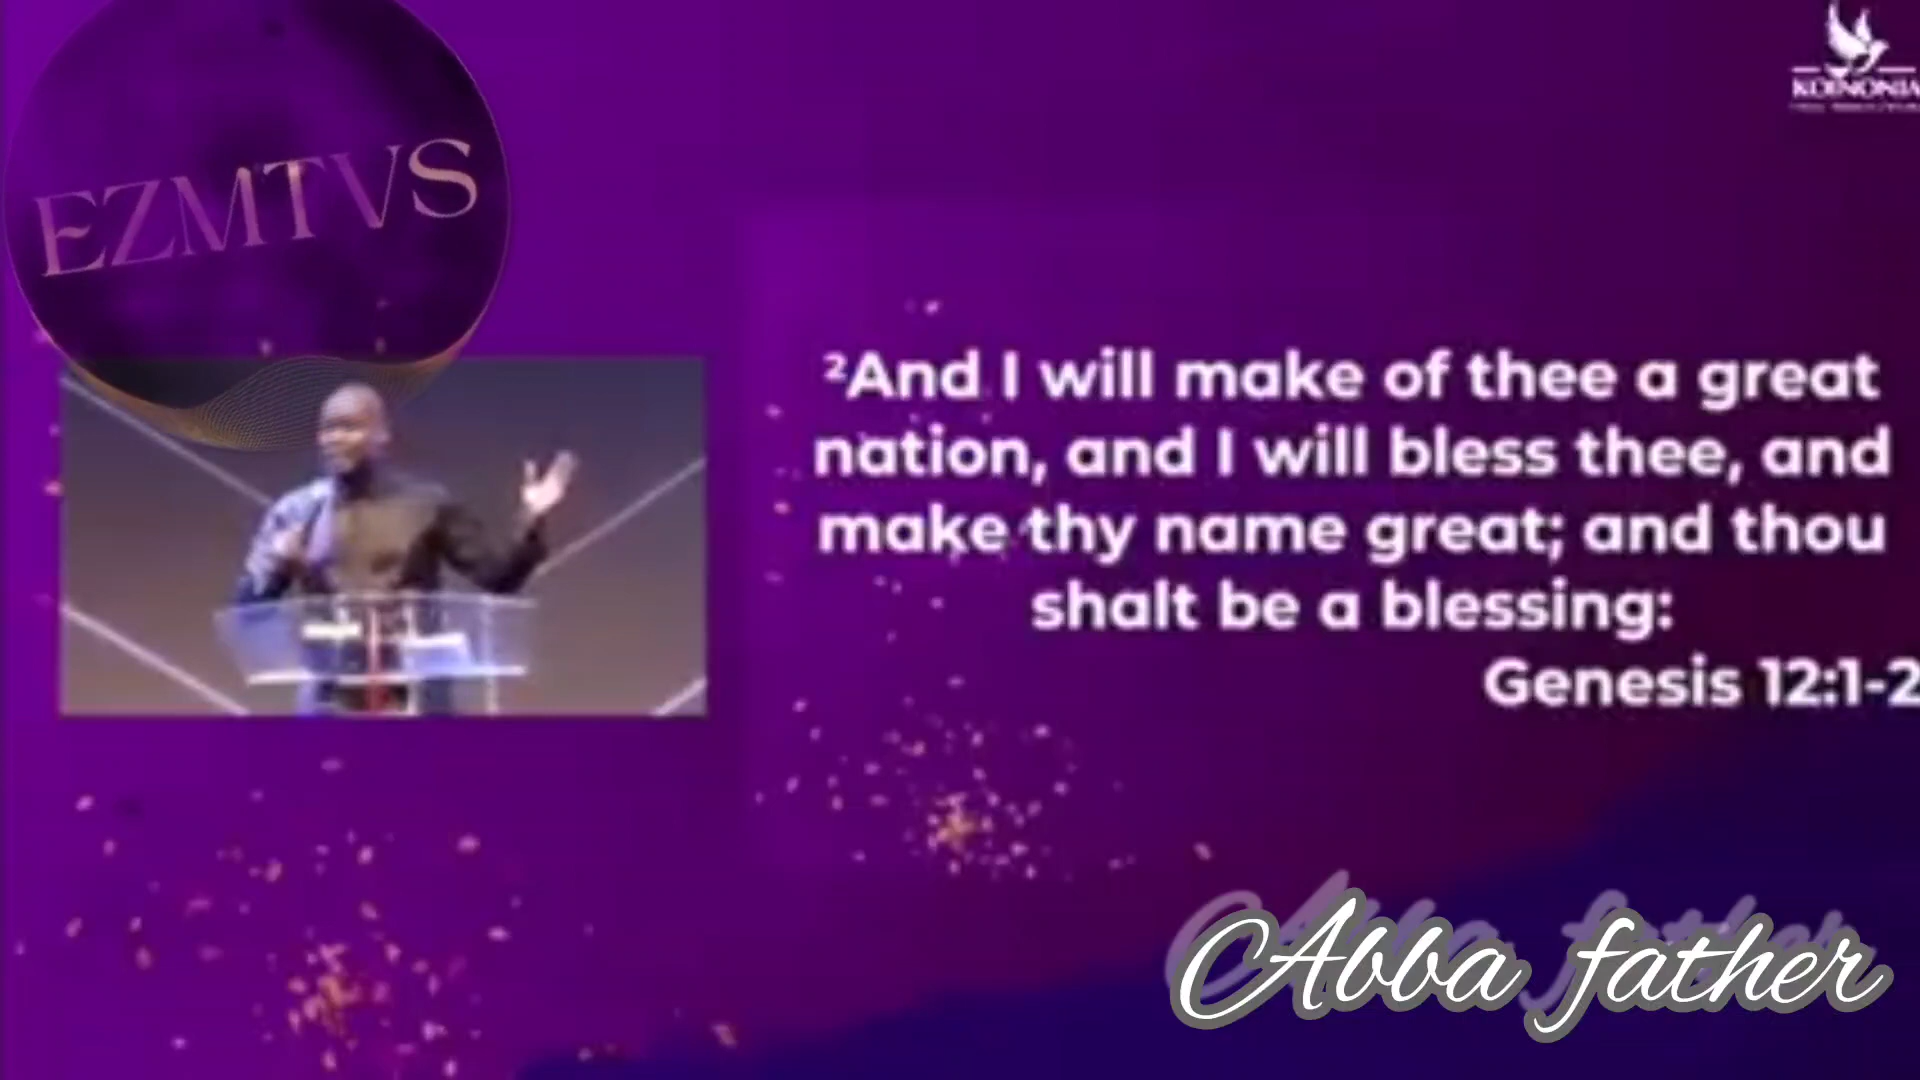 EZMTVS
KOINONIA
²And I will make of thee a great
nation, and I will bless thee, and
make thy name great; and thou
shalt be a blessing:
Genesis 12:1-2
Abba father